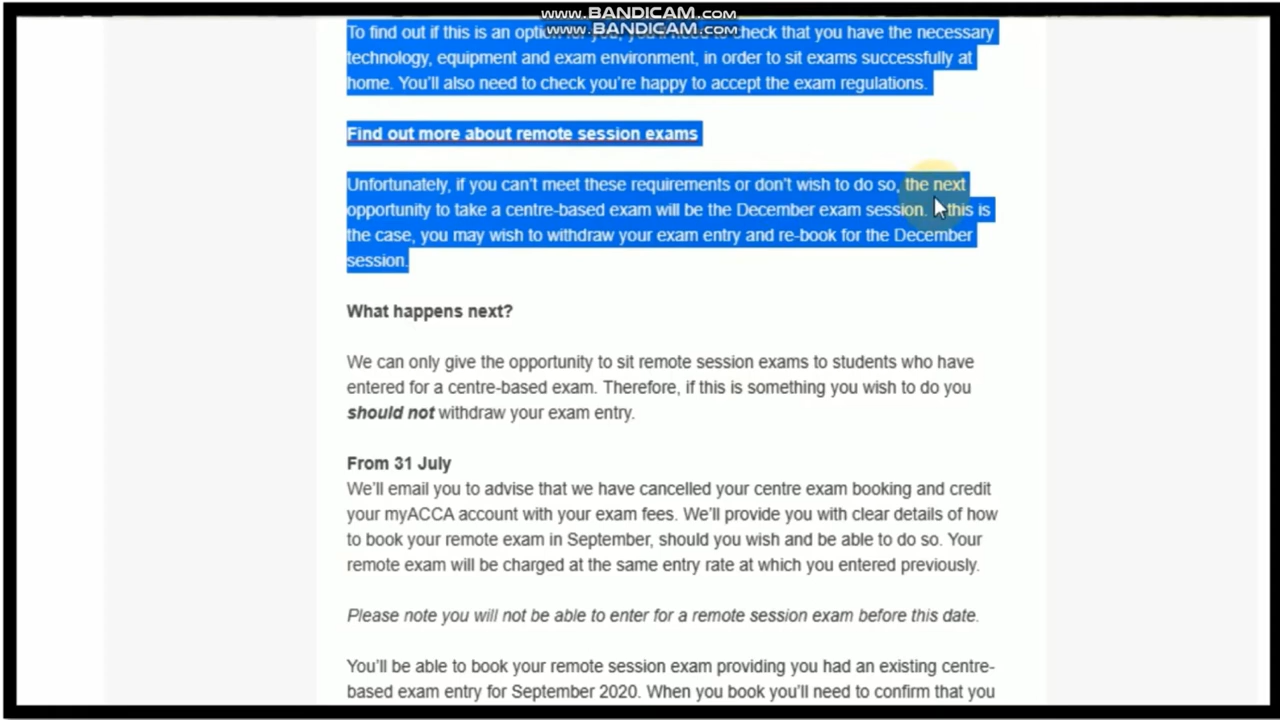 www.BANDICAM.com
www.BANDICAM.com
To find out if this is an option for you, you'll need to check that you have the necessary
technology, equipment and exam environment, in order to sit exams successfully at
home. You'll also need to check you're happy to accept the exam regulations.
Find out more about remote session exams
Unfortunately, if you can't meet these requirements or don't wish to do so, the next
opportunity to take a centre-based exam will be the December exam session. this is
the case, you may wish to withdraw your exam entry and re-book for the December
session.
What happens next?
We can only give the opportunity to sit remote session exams to students who have
entered for a centre-based exam. Therefore, if this is something you wish to do you
should not withdraw your exam entry.
From 31 July
We'll email you to advise that we have cancelled your centre exam booking and credit
your myACCA account with your exam fees. We'll provide you with clear details of how
to book your remote exam in September, should you wish and be able to do so. Your
remote exam will be charged at the same entry rate at which you entered previously.
Please note you will not be able to enter for a remote session exam before this date.
You'll be able to book your remote session exam providing you had an existing centre-
based exam entry for September 2020. When you book you'll need to confirm that you